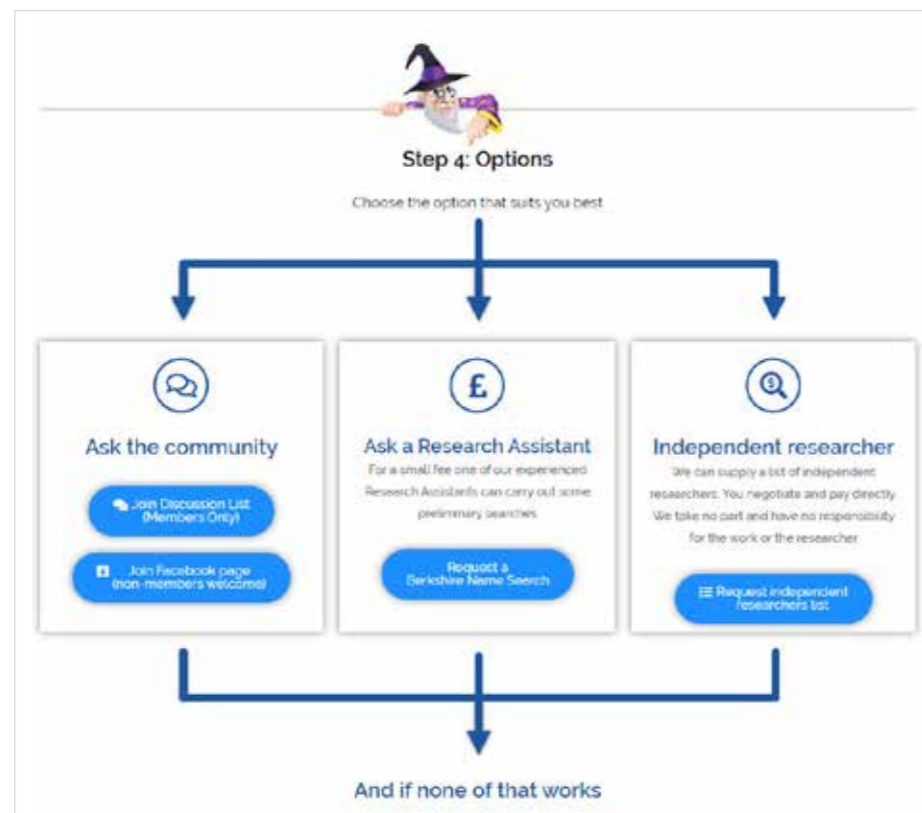 Step 4: Options
Choose the option that suits you best
Ask the community
Join Discussion List
(Members Only)
Join Facebook page
(non-members welcome)
£
Ask a Research Assistant
For a small fee one of our experienced
Research Assistants can carry out some
preliminary searches
Request a
Berkshire Name Search
$
Independent researcher
We can supply a list of independent
researchers. You negotiate and pay directly.
We take no part and have no responsibility
for the work or the researcher
Request independent
researchers list
And if none of that works